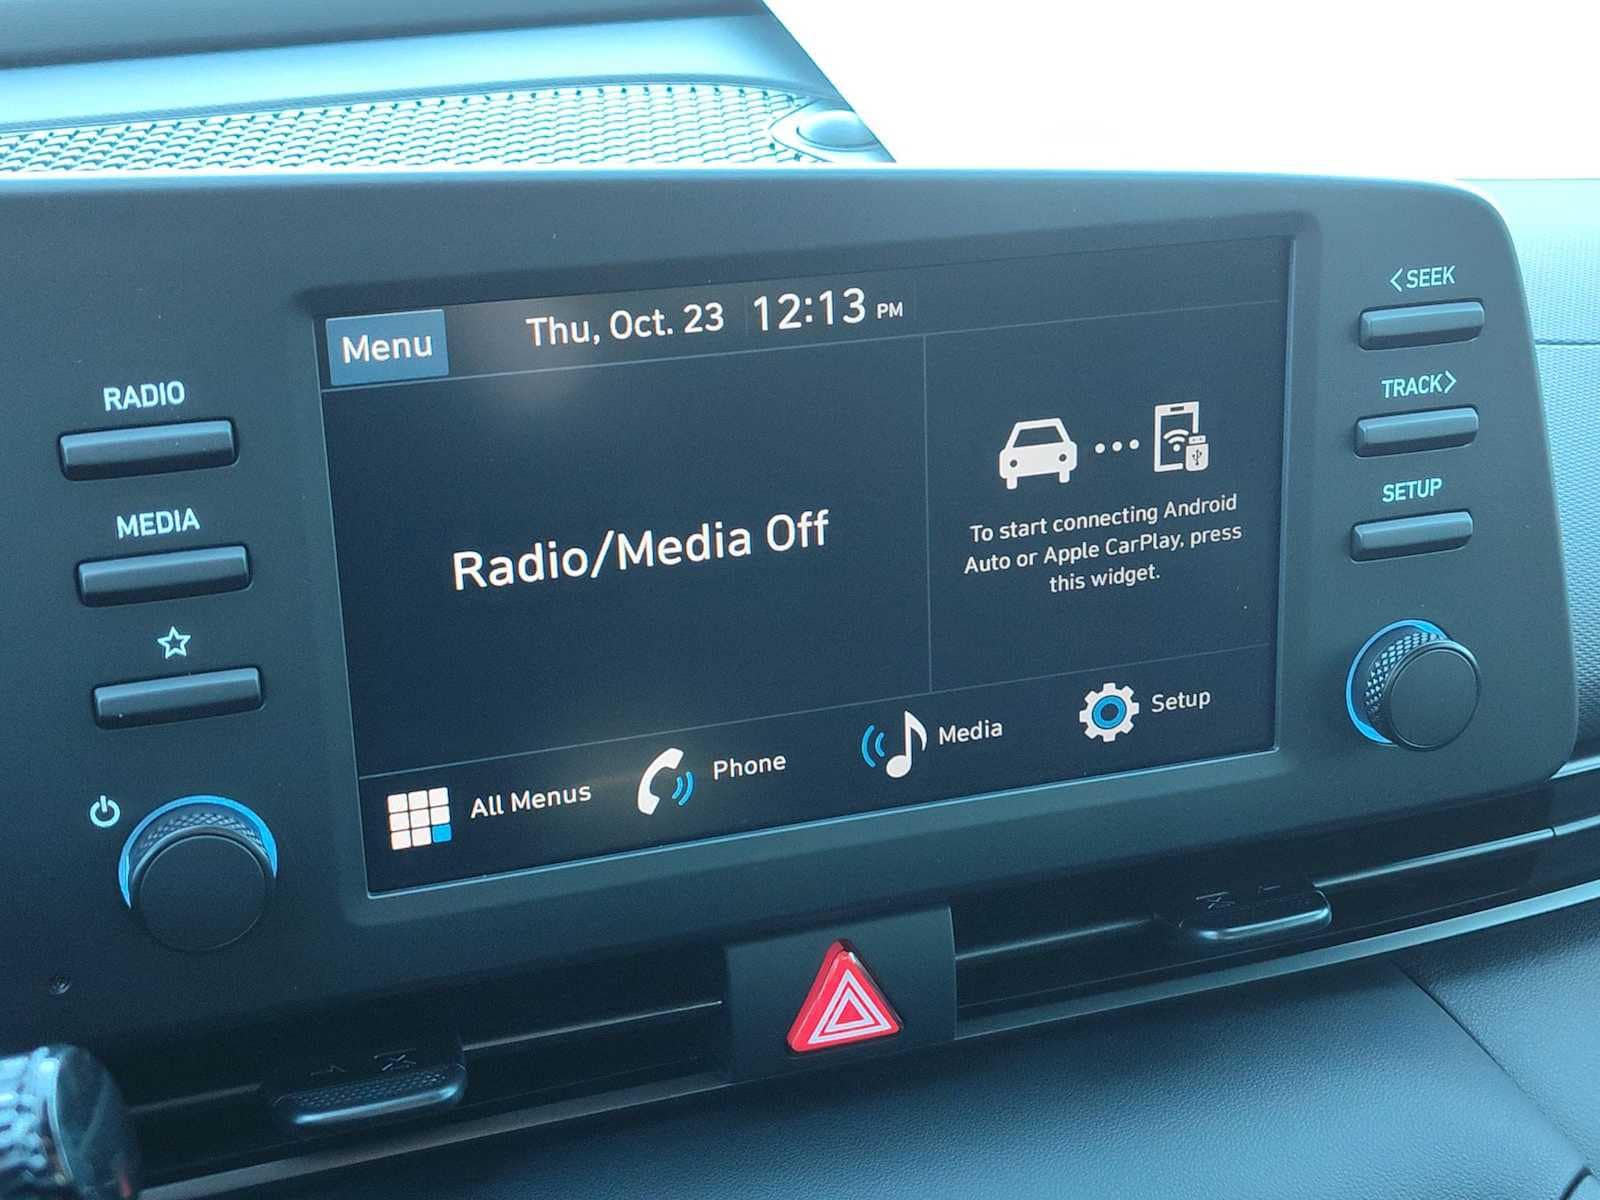 Menu
Thu, Oct. 23 12:13 PM
RADIO
MEDIA
Radio/Media Off
To start connecting Android
Auto or Apple CarPlay, press
this widget.
All Menus
Phone
Media
Setup
<SEEK
TRACK>
SETUP